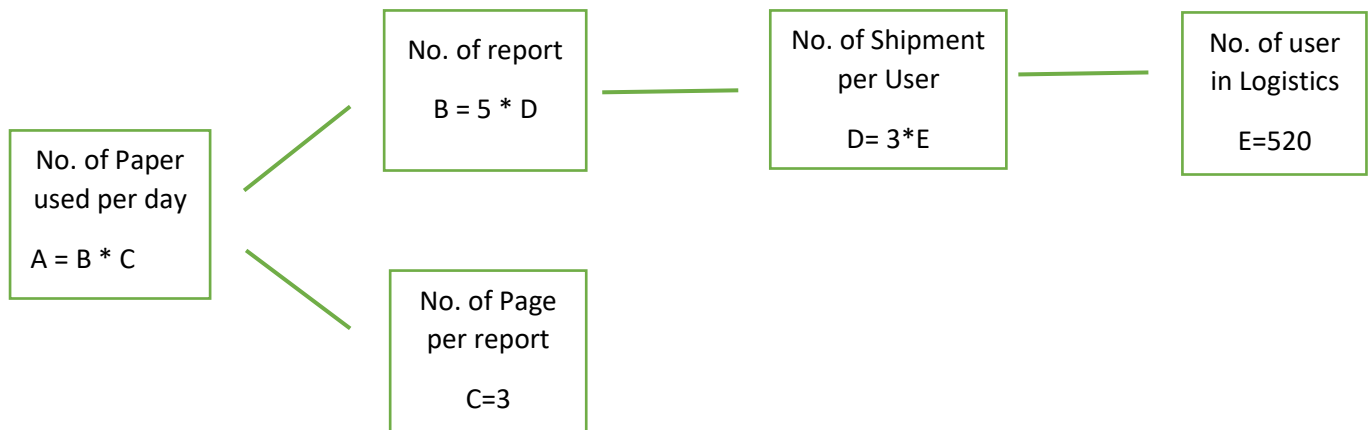 No. of Paper
used per day
A = B * C
No. of report
B = 5 * D
No. of Page
per report
C=3
No. of Shipment
per User
D= 3*E
No. of user
in Logistics
E=520